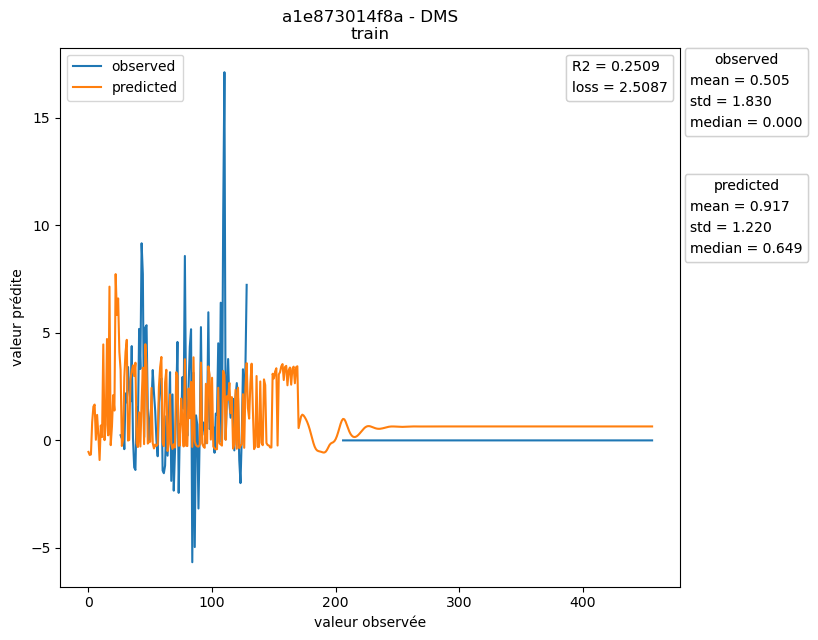 a1e873014f8a - DMS
train
observed
predicted
R2 = 0.2509
loss = 2.5087
observed
mean = 0.505
std = 1.830
median = 0.000
predicted
mean = 0.917
std = 1.220
median = 0.649
15
10
5
0
−5
valeur prédite
0
100
200
300
400
valeur observée